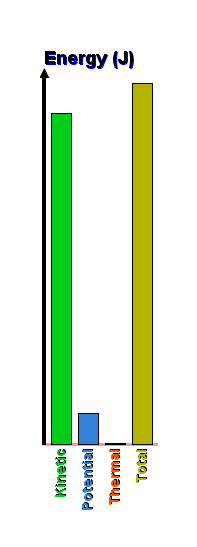 Energy (J)
Kinetic
Potential
Thermal
Total